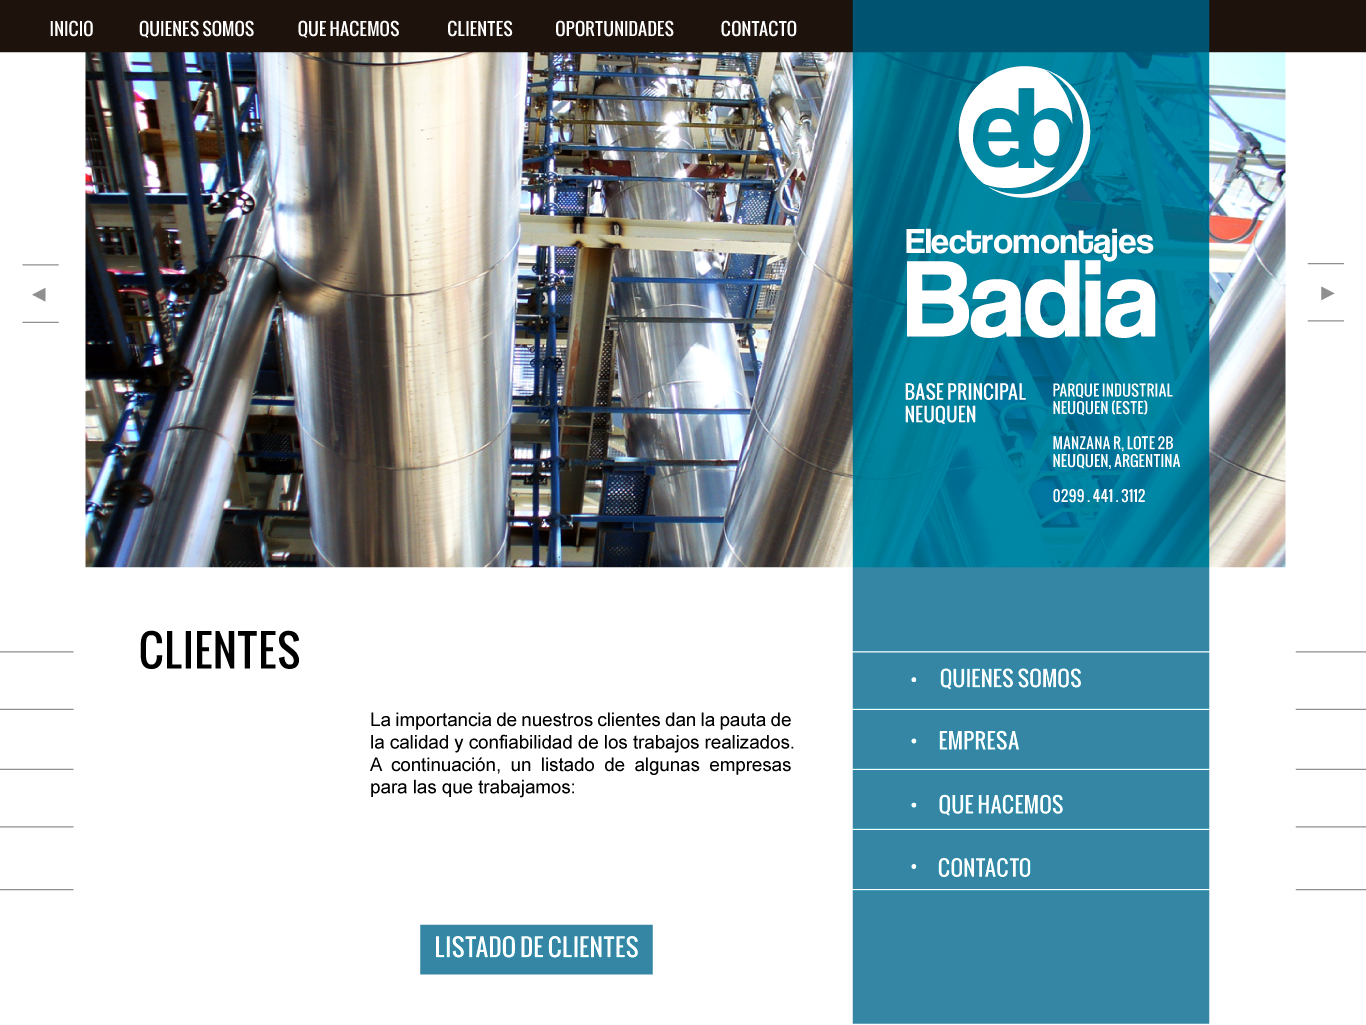 INICIO QUIENES SOMOS QUE HACEMOS CLIENTES OPORTUNIDADES CONTACTO
eb
Electromontajes
Badia
BASE PRINCIPAL
NEUQUEN
PARQUE INDUSTRIAL
NEUQUEN (ESTE)
MANZANA R, LOTE 2B
NEUQUEN, ARGENTINA
0299 . 441 . 3112
CLIENTES
La importancia de nuestros clientes dan la pauta de
la calidad y confiabilidad de los trabajos realizados.
A continuación, un listado de algunas empresas
para las que trabajamos:
LISTADO DE CLIENTES
• QUIENES SOMOS
• EMPRESA
• QUE HACEMOS
• CONTACTO